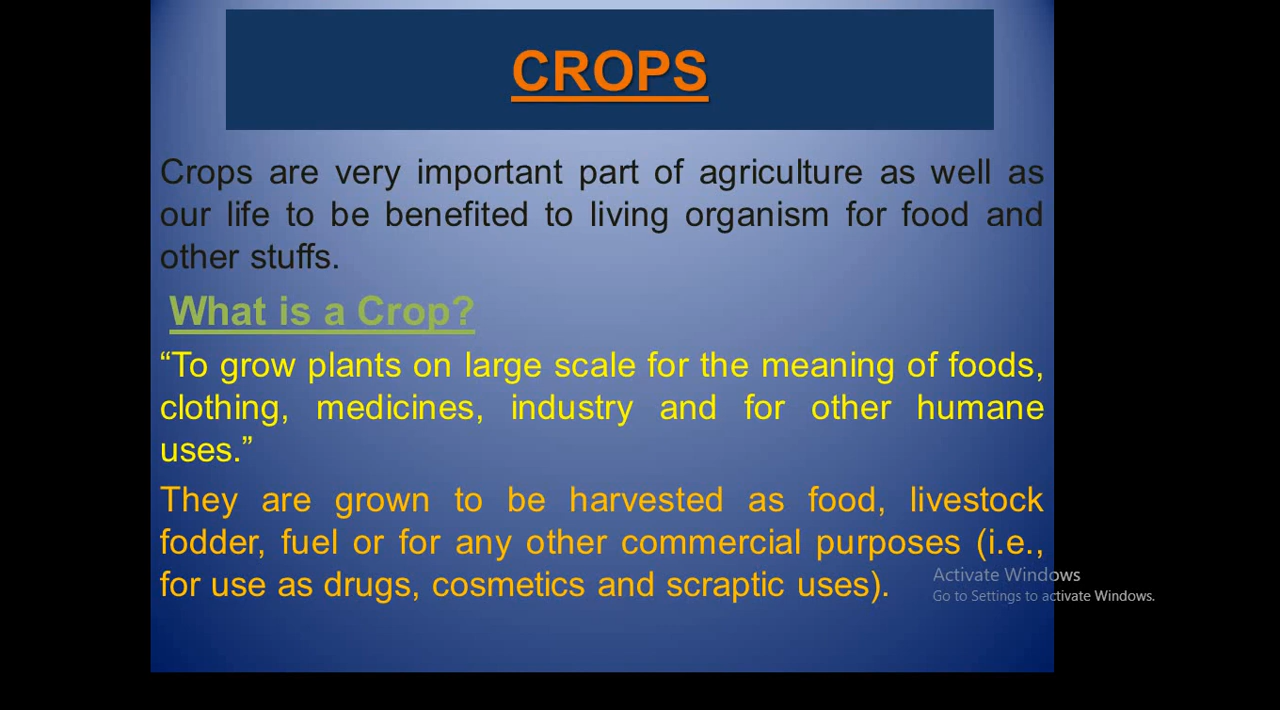 CROPS
Crops are very important part of agriculture as well as
our life to be benefited to living organism for food and
other stuffs.
What is a Crop?
“To grow plants on large scale for the meaning of foods,
clothing, medicines, industry and for other humane
uses.”
They are grown to be harvested as food, livestock
fodder, fuel or for any other commercial purposes (i.e.,
for use as drugs, cosmetics and scraptic uses).
Activate Windows
Go to Settings to activate Windows.